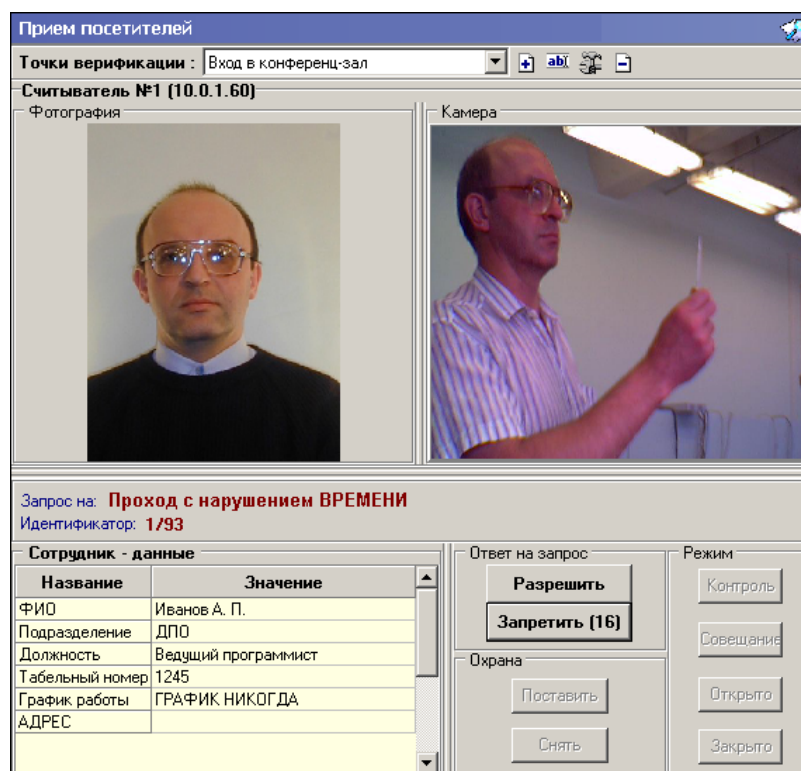 Прием посетителей
Точки верификации : Вход в конференц-зал
Считыватель №1 (10.0.1.60)
Фотография
Камера
Запрос на: Проход с нарушением ВРЕМЕНИ
Идентификатор: 1/93
Сотрудник - данные
Название Значение
ФИО Иванов А. П.
Подразделение ДПО
Должность Ведущий программист
Табельный номер 1245
График работы ГРАФИК НИКОГДА
АДРЕС
Ответ на запрос
Разрешить
Запретить (16)
Охрана
Поставить
Снять
Режим
Контроль
Совещание
Открыто
Закрыто